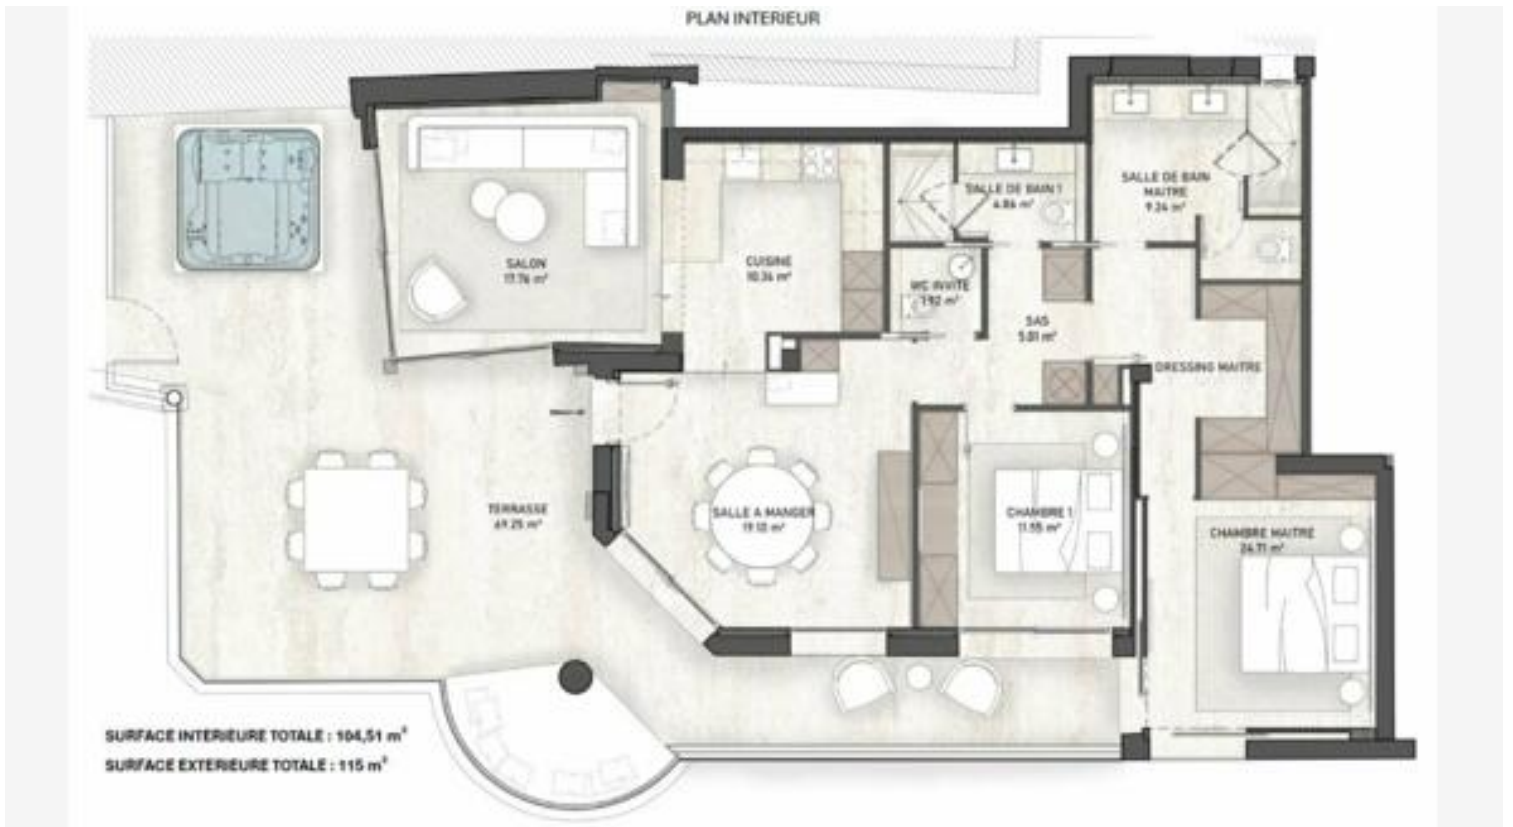 PLAN INTERIEUR
SALON
17.76 m²
CUISINE
10.34 m²
SALLE DE BAIN 1
4.86 m²
SALLE DE BAIN
MAITRE
9.24 m²
WC INVITE
1.92 m²
SAS
5.01 m²
DRESSING MAITRE
TERRASSE
69.25 m²
SALLE A MANGER
19.12 m²
CHAMBRE 1
11.55 m²
CHAMBRE MAITRE
24.71 m²
SURFACE INTERIEURE TOTALE : 104,51 m²
SURFACE EXTERIEURE TOTALE : 115 m²